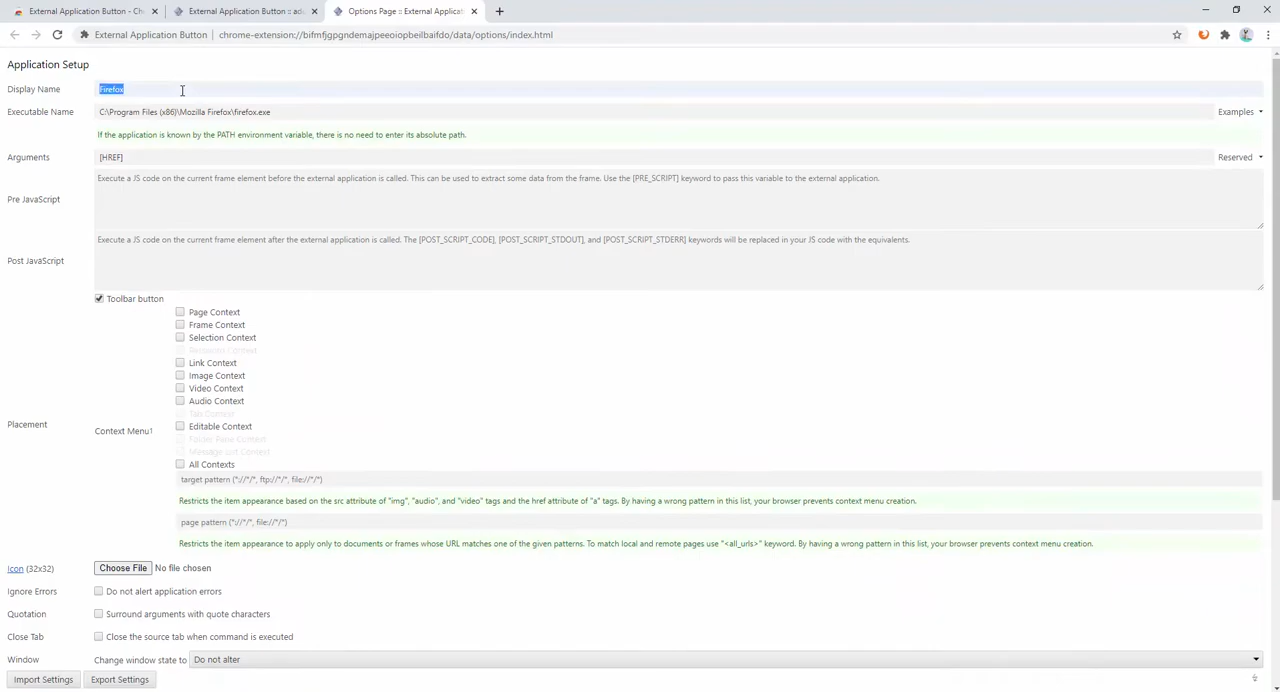 External Application Button - Ch
External Application Button :: ad
Options Page :: External Applicat
External Application Button
chrome-extension://bifmfjgpgndemajpeeoiopbeilbaifdo/data/options/index.html
Application Setup
Display Name
Firefox
Executable Name
C:\Program Files (x86)\Mozilla Firefox\firefox.exe
Examples
If the application is known by the PATH environment variable, there is no need to enter its absolute path.
Arguments
[HREF]
Reserved
Pre JavaScript
Execute a JS code on the current frame element before the external application is called. This can be used to extract some data from the frame. Use the [PRE_SCRIPT] keyword to pass this variable to the external application.
Post JavaScript
Execute a JS code on the current frame element after the external application is called. The [POST_SCRIPT_CODE], [POST_SCRIPT_STDOUT], and [POST_SCRIPT_STDERR] keywords will be replaced in your JS code with the equivalents.
Toolbar button
Page Context
Frame Context
Selection Context
Link Context
Image Context
Video Context
Audio Context
Tab Context
Placement
Context Menu¹
Editable Context
Folder Pane Context
Message List Context
All Contexts
target pattern (*://*/*, ftp://*/*, file://*/*)
Restricts the item appearance based on the src attribute of "img", "audio", and "video" tags and the href attribute of "a" tags. By having a wrong pattern in this list, your browser prevents context menu creation.
page pattern (*://*/*, file://*/*)
Restricts the item appearance to apply only to documents or frames whose URL matches one of the given patterns. To match local and remote pages use "<all_urls>" keyword. By having a wrong pattern in this list, your browser prevents context menu creation.
Icon (32x32)
Choose File No file chosen
Ignore Errors
Do not alert application errors
Quotation
Surround arguments with quote characters
Close Tab
Close the source tab when command is executed
Window
Change window state to
Do not alter
Import Settings
Export Settings